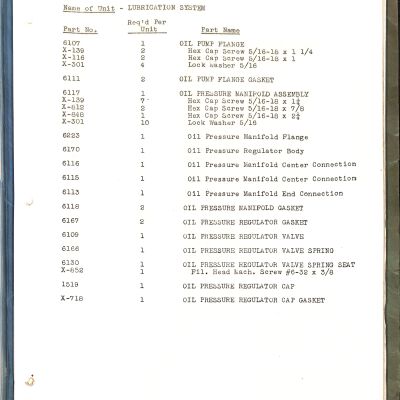 Name of Unit - LUBRICATION SYSTEM
Part No. Req'd Per Unit Part Name
6107 1 OIL PUMP FLANGE
X-139 2 Hex Cap Screw 5/16-18 x 1 1/4
X-116 2 Hex Cap Screw 5/16-18 x 1
X-301 4 Lock Washer 5/16
6111 2 OIL PUMP FLANGE GASKET
6117 1 OIL PRESSURE MANIFOLD ASSEMBLY
X-139 7 Hex Cap Screw 5/16-18 x 1¼
X-812 2 Hex Cap Screw 5/16-18 x 7/8
X-848 1 Hex Cap Screw 5/16-18 x
X-301 10 Lock Washer 5/16
6223 1 Oil Pressure Manifold Flange
6170 1 Oil Pressure Regulator Body
6116 1 Oil Pressure Manifold Center Connection
6115 1 Oil Pressure Manifold Center Connection
6113 1 Oil Pressure Manifold End Connection
6118 2 OIL PRESSURE MANIFOLD GASKET
6167 2 OIL PRESSURE REGULATOR GASKET
6109 1 OIL PRESSURE REGULATOR VALVE
6166 1 OIL PRESSURE REGULATOR VALVE SPRING
6130 1 OIL PRESSURE REGULATOR VALVE SPRING SEAT
X-852 1 Fil. Head Mach. Screw #6-32 x 3/8
1519 1 OIL PRESSURE REGULATOR CAP
X-718 1 OIL PRESSURE REGULATOR CAP GASKET